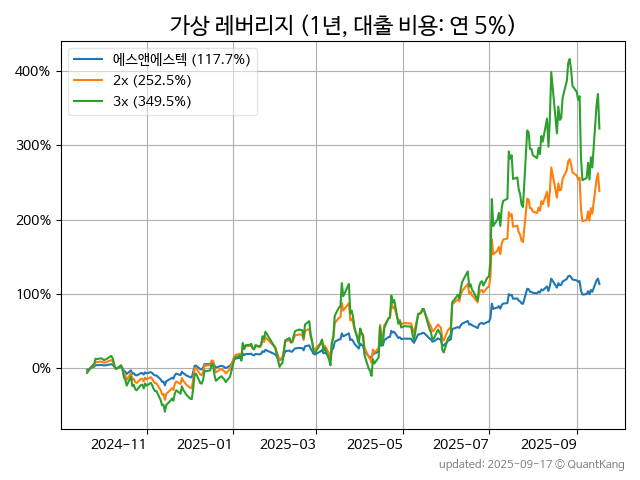 가상 레버리지 (1년, 대출 비용: 연 5%)
에스앤에스텍 (117.7%)
2x (252.5%)
3x (349.5%)
400%
300%
200%
100%
0%
2024-11
2025-01
2025-03
2025-05
2025-07
2025-09
updated: 2025-09-17 © QuantKang